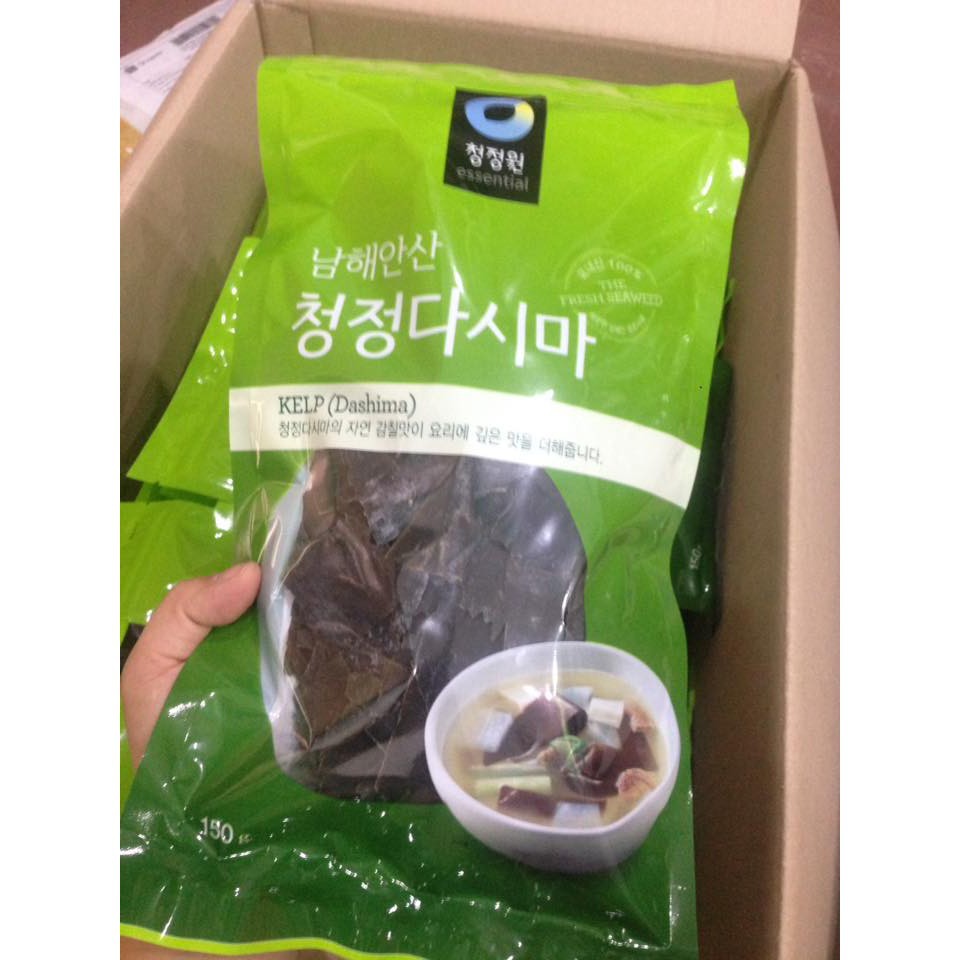 청정원
essential
남해안산
청정다시마
100%
THE
FRESH SEAWEED
KELP (Dashima)
청정다시마의 자연 감칠맛이 요리에 깊은 맛을 더해줍니다.
150 g
150